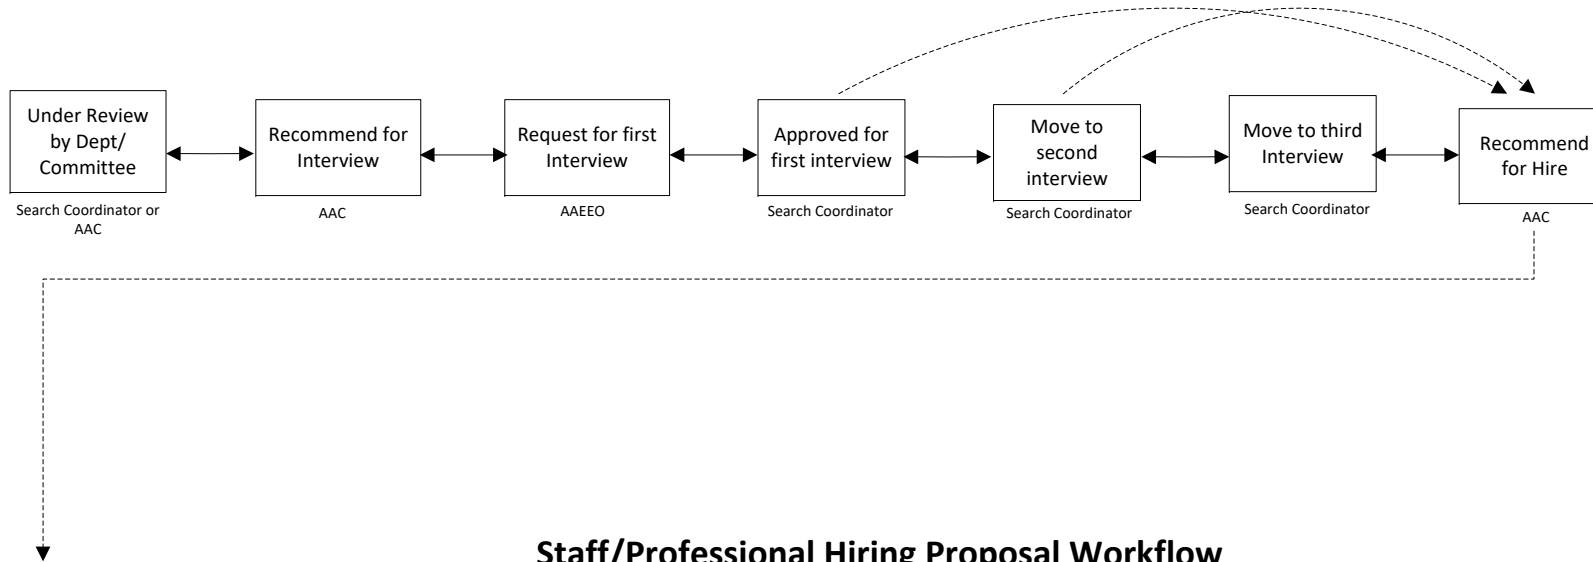 Under Review
by Dept/
Committee
Search Coordinator or
AAC
Recommend for
Interview
AAC
Request for first
Interview
AAEEO
Approved for
first interview
Search Coordinator
Move to
second
interview
Search Coordinator
Move to third
Interview
Search Coordinator
Recommend
for Hire
AAC
Staff/Professional Hiring Proposal Workflow